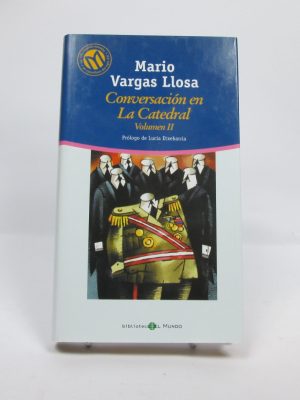 Mario
Vargas Llosa
Conversación en
La Catedral
Volumen II
Prólogo de Lucía Etxebarria
biblioteca EL MUNDO